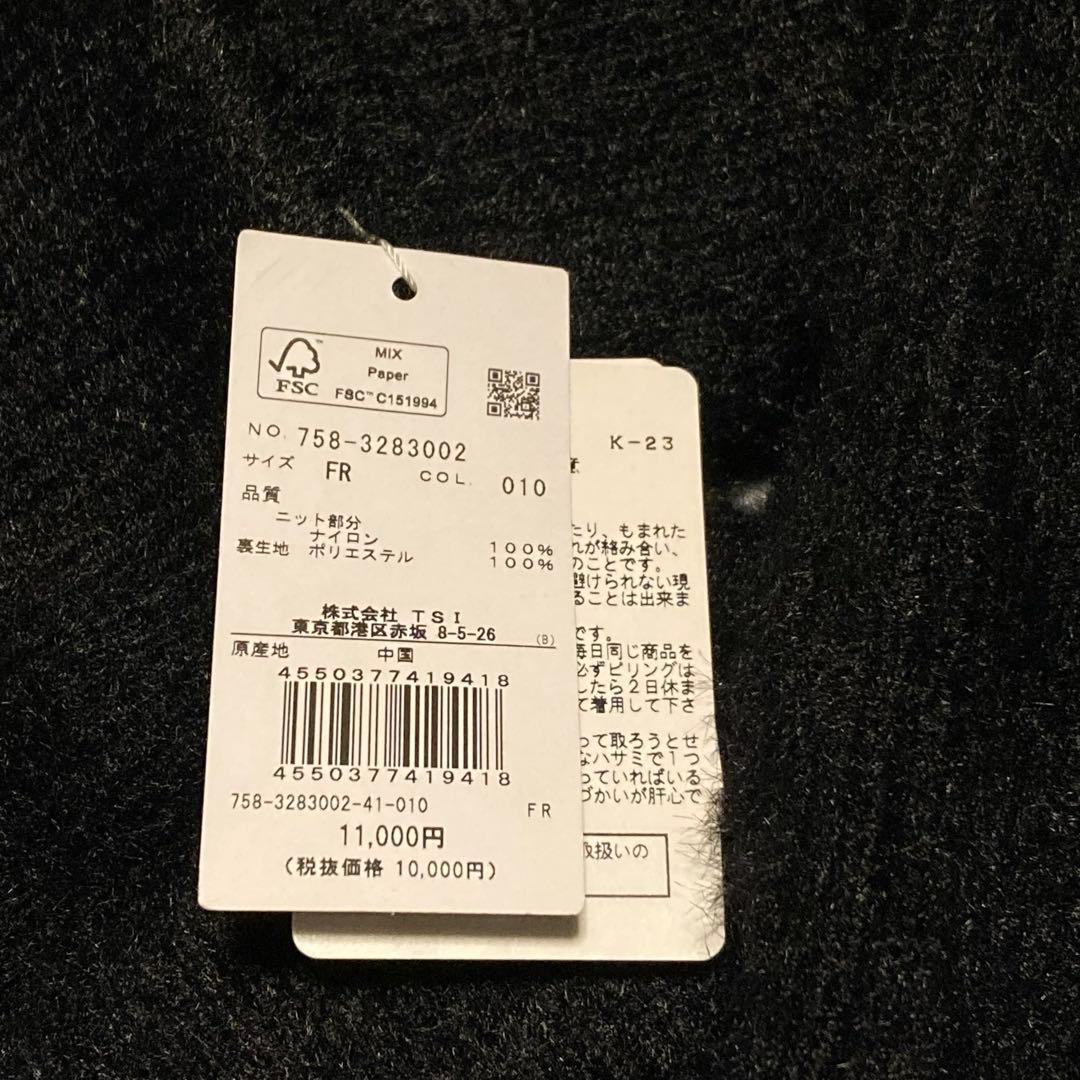 FSC
MIX
Paper
FSC™ C151994
NO. 758-3283002
サイズ FR COL. 010
品質
ニット部分
ナイロン 100%
裏生地 ポリエステル 100%
株式会社 TSI
東京都港区赤坂 8-5-26 (B)
原産地 中国
4550377419418
4550377419418
758-3283002-41-010 FR
11,000円
(税抜価格 10,000円)
K-23
意
たり、もまれた
れが絡み合い、
のことです。
避けられない現
ることは出来ま
です。
毎日同じ商品を
必ずピリングは
したら2日休ま
て着用して下さ
って取ろうとせ
なハサミで1つ
っていればいる
づかいが肝心で
取扱いの